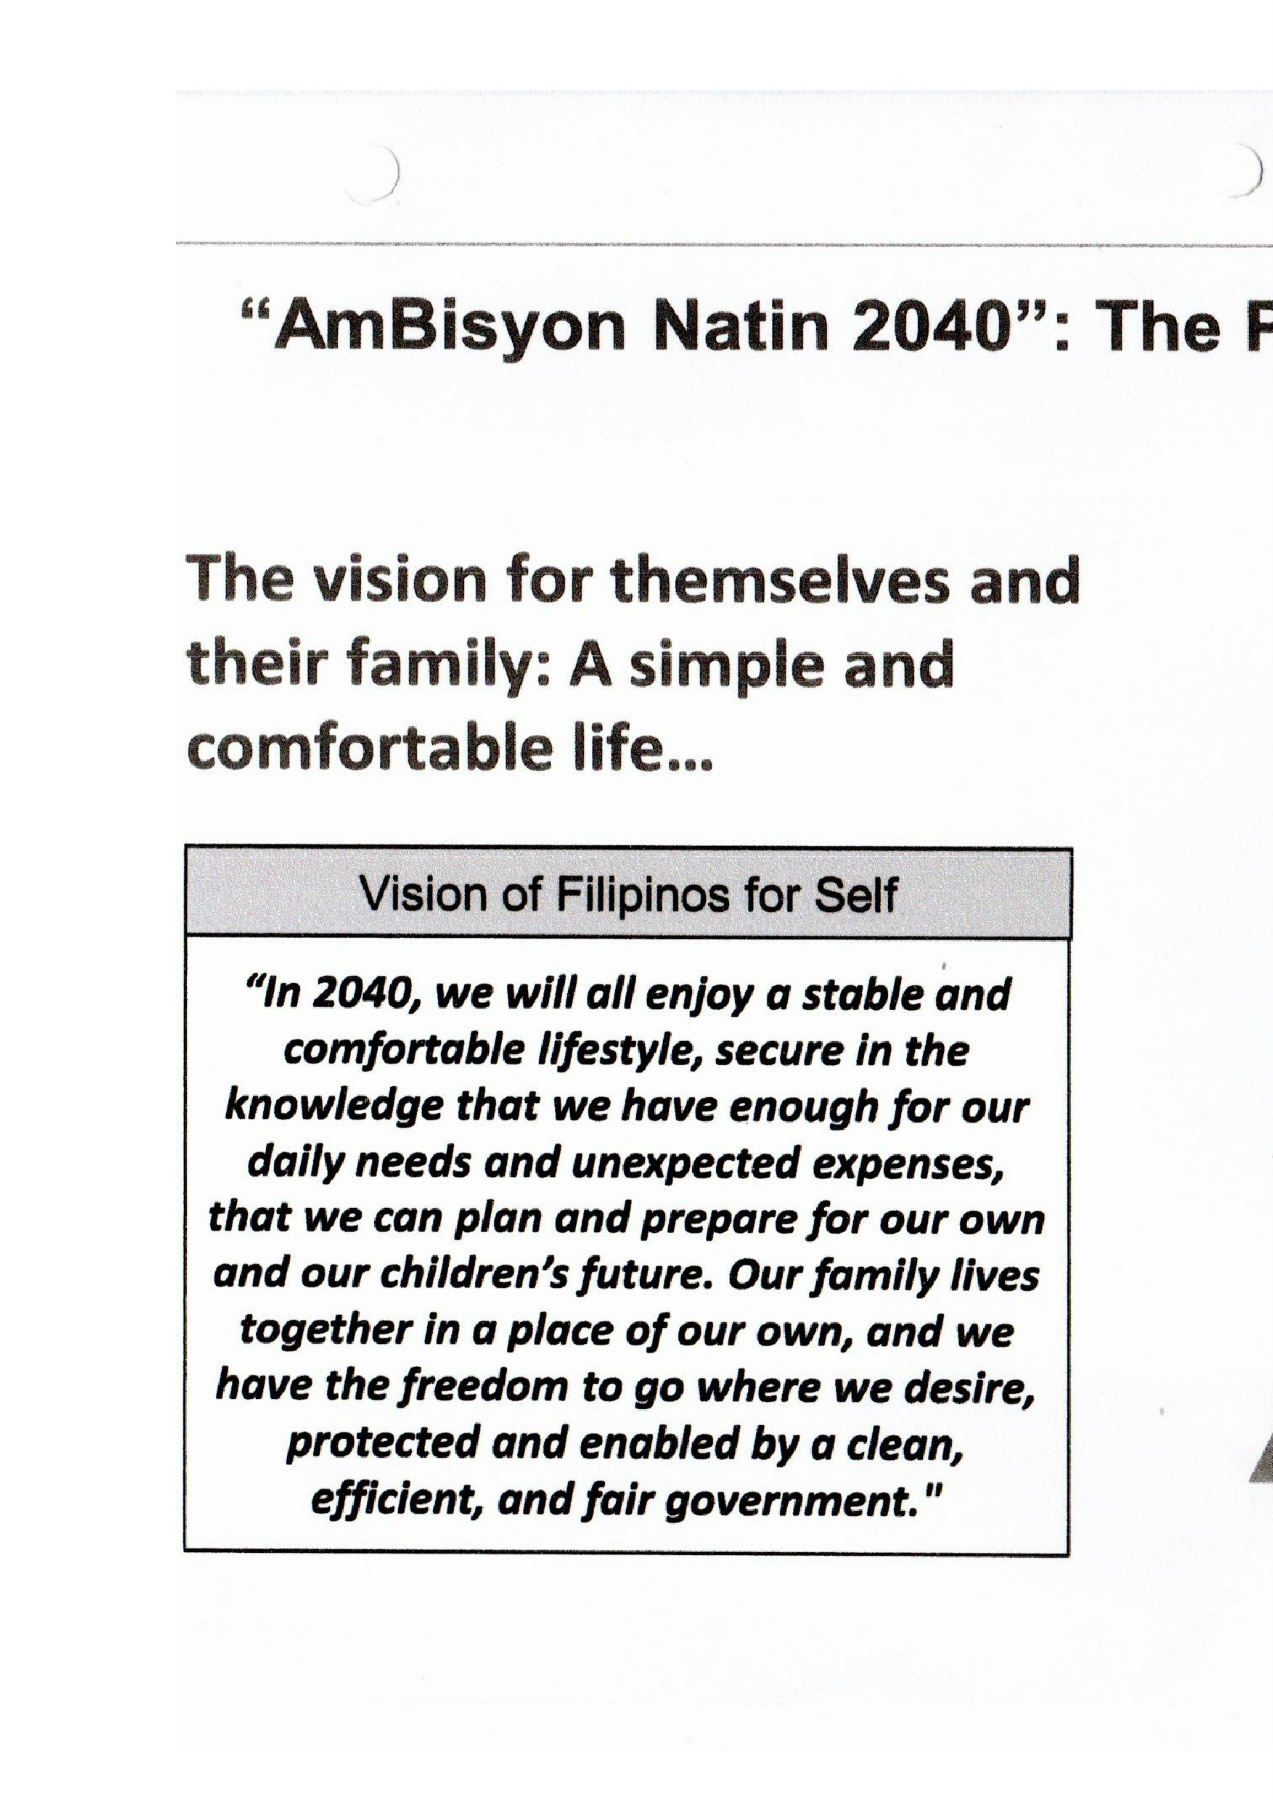 “AmBisyon Natin 2040”: The
The vision for themselves and
their family: A simple and
comfortable life...
Vision of Filipinos for Self
“In 2040, we will all enjoy a stable and
comfortable lifestyle, secure in the
knowledge that we have enough for our
daily needs and unexpected expenses,
that we can plan and prepare for our own
and our children’s future. Our family lives
together in a place of our own, and we
have the freedom to go where we desire,
protected and enabled by a clean,
efficient, and fair government."